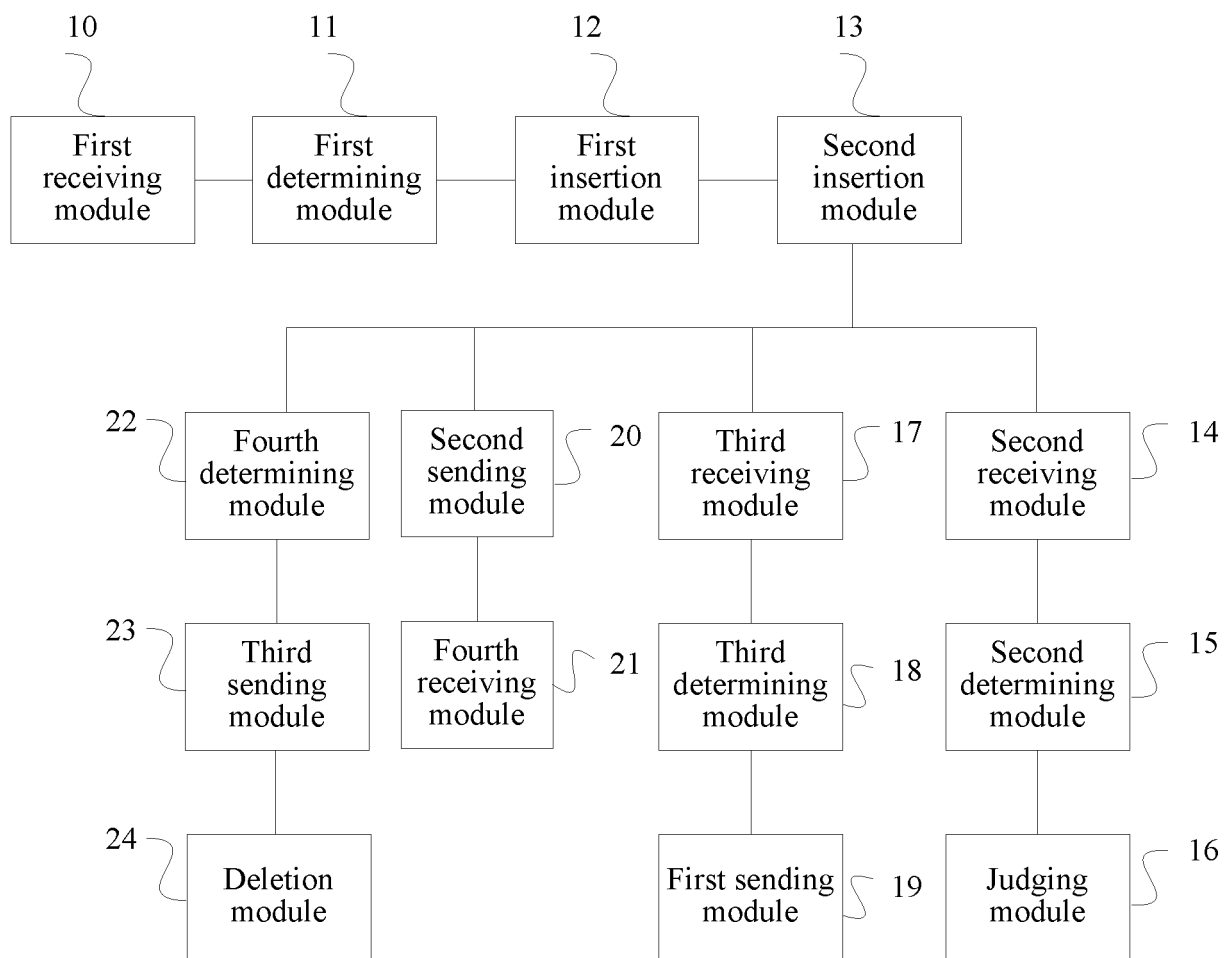 10
11
12
13
First
receiving
module
First
determining
module
First
insertion
module
Second
insertion
module
22
Fourth
determining
module
Second
sending
module
20
Third
receiving
module
17
Second
receiving
module
14
23
Third
sending
module
Fourth
receiving
module
21
Third
determining
module
18
Second
determining
module
15
24
Deletion
module
First sending
module
19
Judging
module
16